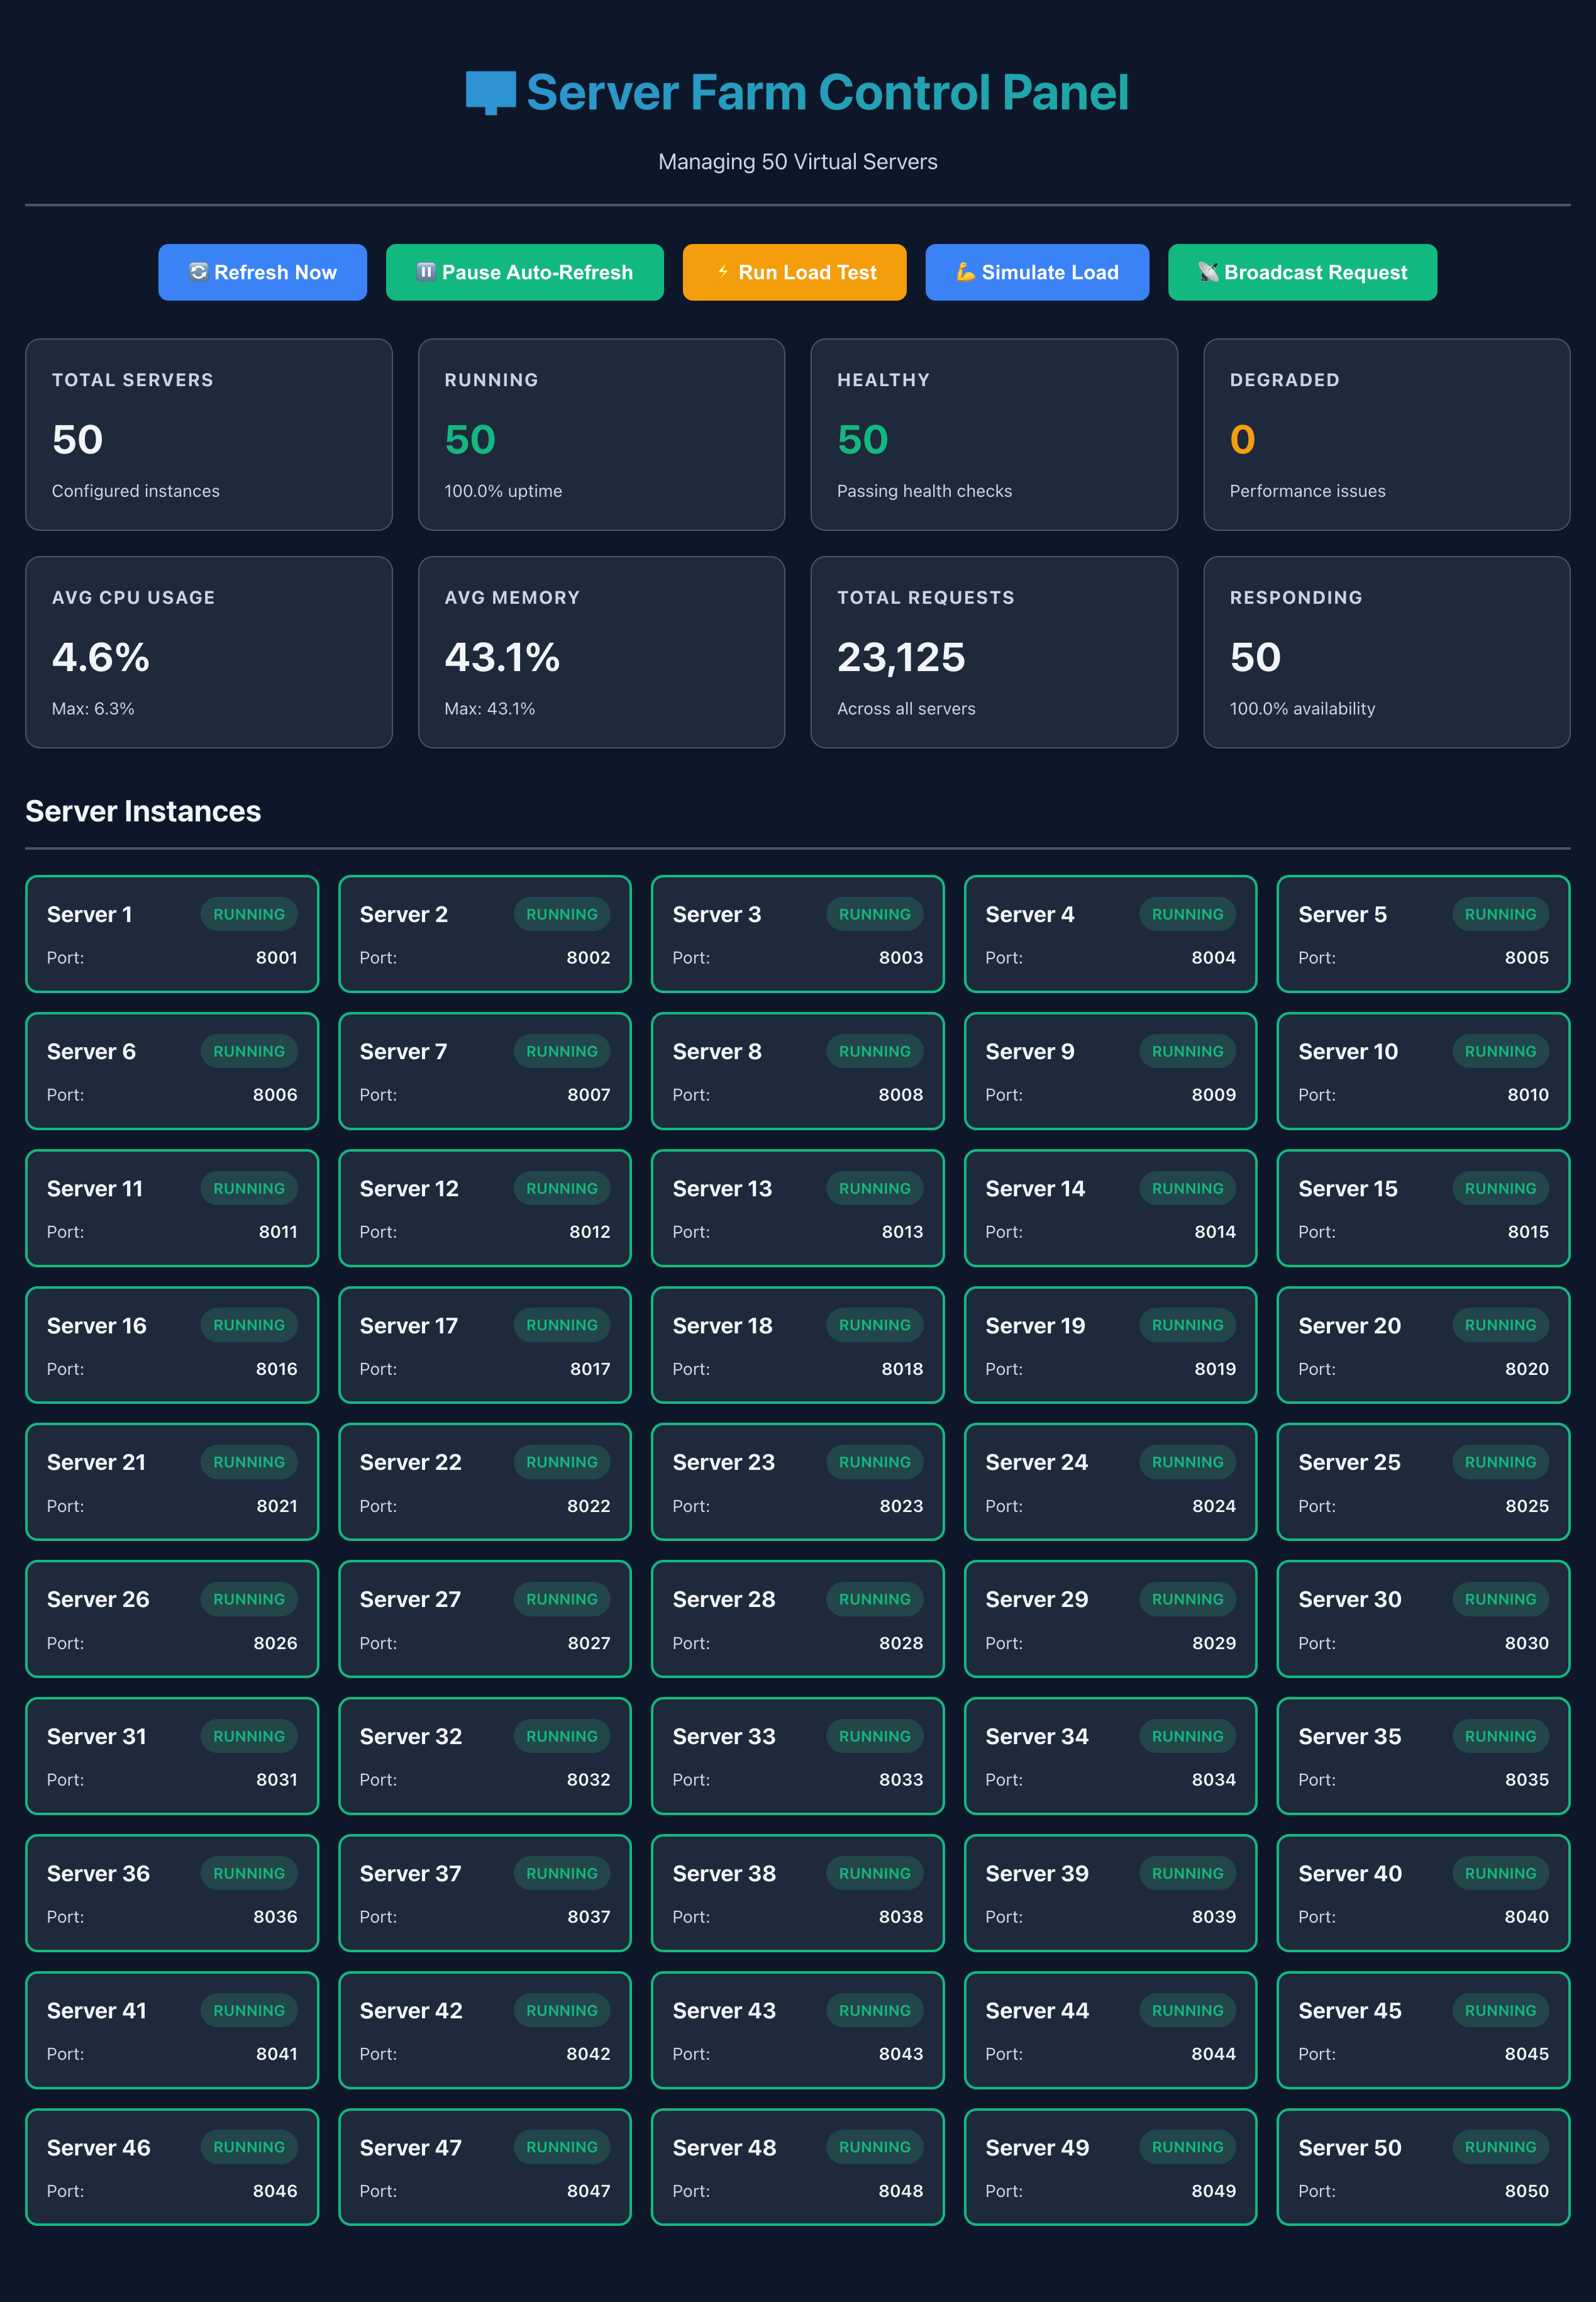 Server Farm Control Panel
Managing 50 Virtual Servers
Refresh Now Pause Auto-Refresh Run Load Test Simulate Load Broadcast Request
TOTAL SERVERS RUNNING HEALTHY DEGRADED
50 50 50 0
Configured instances 100.0% uptime Passing health checks Performance issues
AVG CPU USAGE AVG MEMORY TOTAL REQUESTS RESPONDING
4.6% 43.1% 23,125 50
Max: 6.3% Max: 43.1% Across all servers 100.0% availability
Server Instances
Server 1 RUNNING Server 2 RUNNING Server 3 RUNNING Server 4 RUNNING Server 5 RUNNING
Port: 8001 Port: 8002 Port: 8003 Port: 8004 Port: 8005
Server 6 RUNNING Server 7 RUNNING Server 8 RUNNING Server 9 RUNNING Server 10 RUNNING
Port: 8006 Port: 8007 Port: 8008 Port: 8009 Port: 8010
Server 11 RUNNING Server 12 RUNNING Server 13 RUNNING Server 14 RUNNING Server 15 RUNNING
Port: 8011 Port: 8012 Port: 8013 Port: 8014 Port: 8015
Server 16 RUNNING Server 17 RUNNING Server 18 RUNNING Server 19 RUNNING Server 20 RUNNING
Port: 8016 Port: 8017 Port: 8018 Port: 8019 Port: 8020
Server 21 RUNNING Server 22 RUNNING Server 23 RUNNING Server 24 RUNNING Server 25 RUNNING
Port: 8021 Port: 8022 Port: 8023 Port: 8024 Port: 8025
Server 26 RUNNING Server 27 RUNNING Server 28 RUNNING Server 29 RUNNING Server 30 RUNNING
Port: 8026 Port: 8027 Port: 8028 Port: 8029 Port: 8030
Server 31 RUNNING Server 32 RUNNING Server 33 RUNNING Server 34 RUNNING Server 35 RUNNING
Port: 8031 Port: 8032 Port: 8033 Port: 8034 Port: 8035
Server 36 RUNNING Server 37 RUNNING Server 38 RUNNING Server 39 RUNNING Server 40 RUNNING
Port: 8036 Port: 8037 Port: 8038 Port: 8039 Port: 8040
Server 41 RUNNING Server 42 RUNNING Server 43 RUNNING Server 44 RUNNING Server 45 RUNNING
Port: 8041 Port: 8042 Port: 8043 Port: 8044 Port: 8045
Server 46 RUNNING Server 47 RUNNING Server 48 RUNNING Server 49 RUNNING Server 50 RUNNING
Port: 8046 Port: 8047 Port: 8048 Port: 8049 Port: 8050